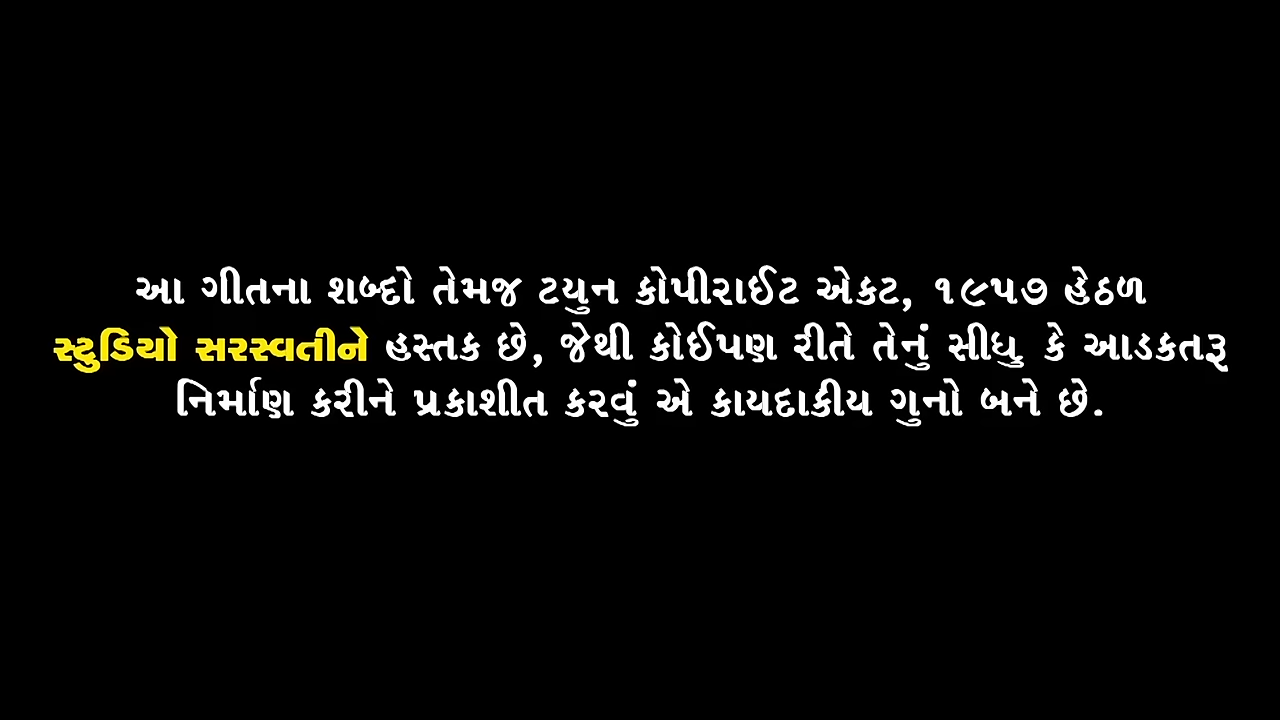 આ ગીતના શબ્દો તેમજ ટયુન કોપીરાઈટ એકટ, ૧૯૫૭ હેઠળ
સ્ટુડિયો સરસ્વતીને હસ્તક છે, જેથી કોઈપણ રીતે તેનું સીધુ કે આડકતરૂ
નિર્માણ કરીને પ્રકાશીત કરવું એ કાયદાકીય ગુનો બને છે.